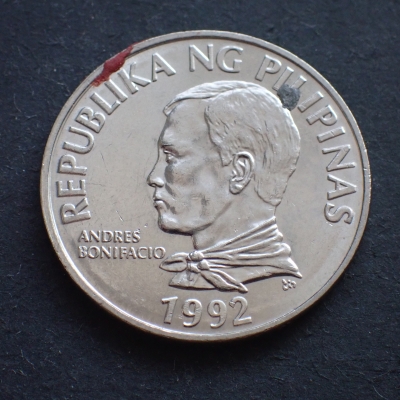 REPUBLIKA NG PILIPINAS
ANDRES
BONIFACIO
1992